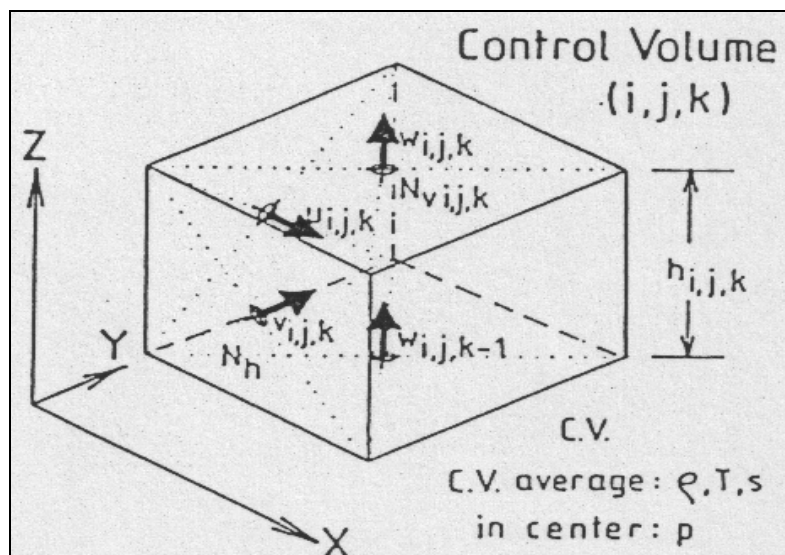 Control Volume
(i,j,k)
Z
w i,j,k
N v i,j,k
u i,j,k
h i,j,k
v i,j,k
Y
w i,j,k-1
N h
C.V.
C.V. average: ρ,T,s
in center: p
X